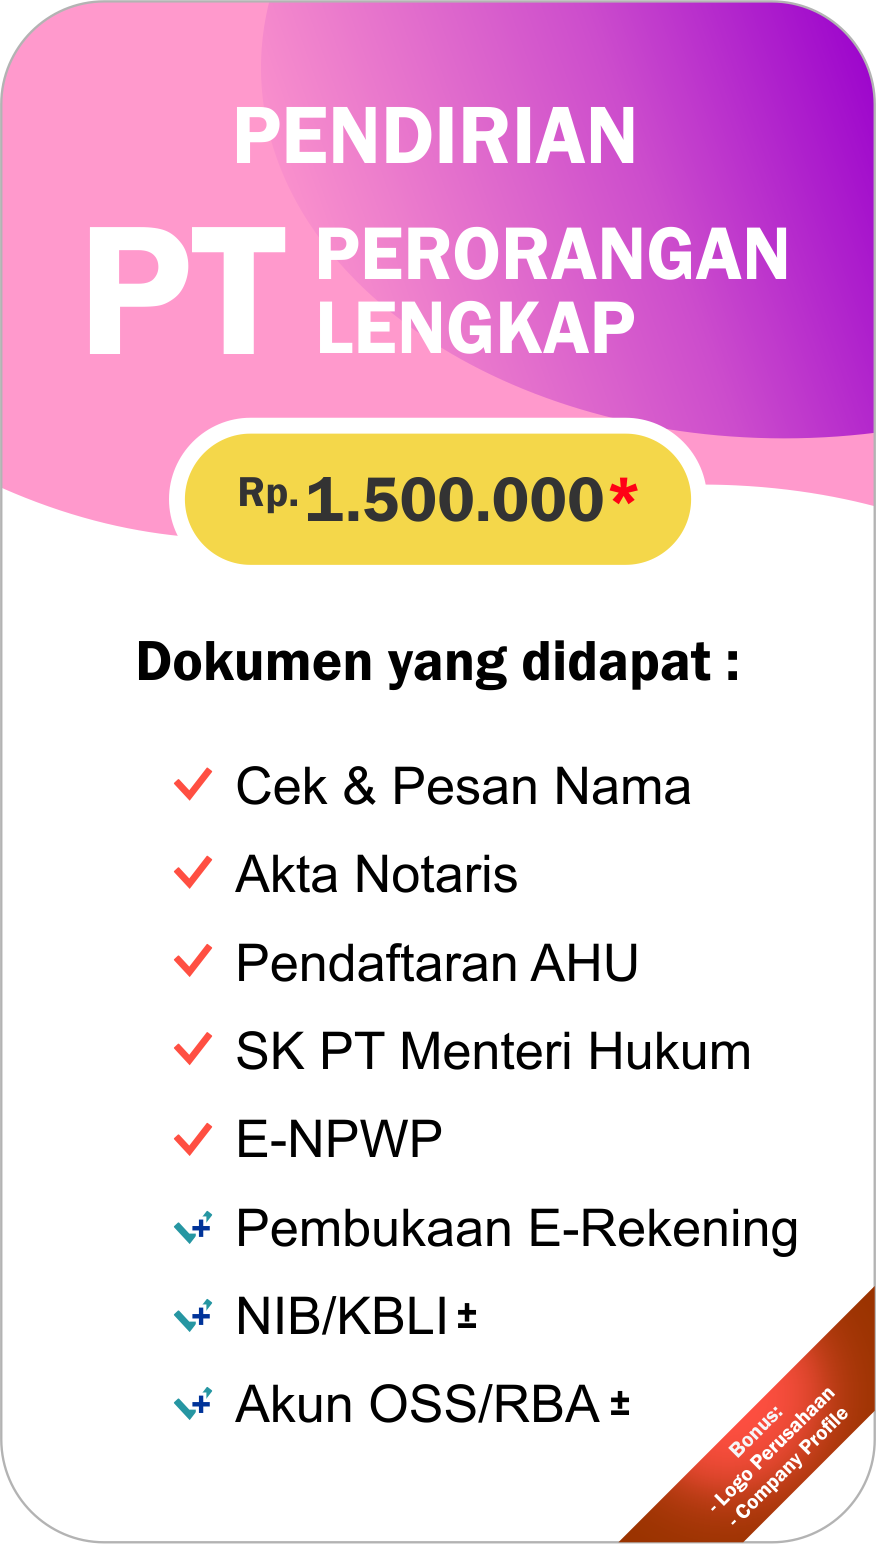 PENDIRIAN
PT PERORANGAN
LENGKAP
Rp. 1.500.000*
Dokumen yang didapat :
Cek & Pesan Nama
Akta Notaris
Pendaftaran AHU
SK PT Menteri Hukum
E-NPWP
Pembukaan E-Rekening
NIB/KBLI ±
Akun OSS/RBA ±
Bonus:
- Logo Perusahaan
- Company Profile